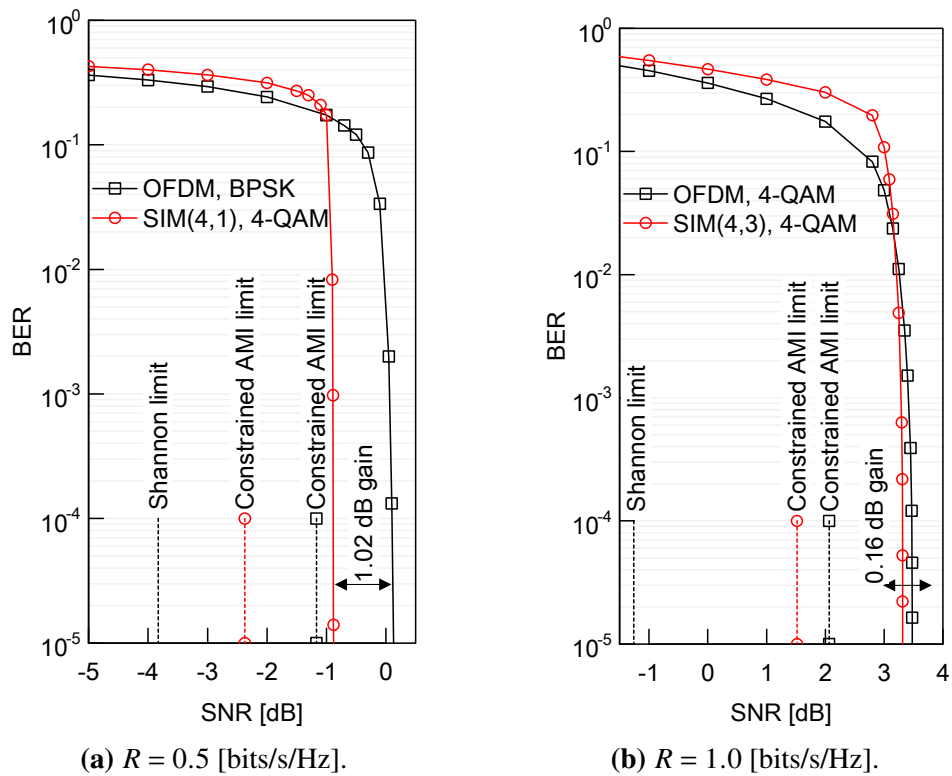 10^0
10^-1
10^-2
10^-3
10^-4
10^-5
BER
OFDM, BPSK
SIM(4,1), 4-QAM
Shannon limit
Constrained AMI limit
Constrained AMI limit
1.02 dB gain
-5 -4 -3 -2 -1 0
SNR [dB]
(a) R = 0.5 [bits/s/Hz].
10^0
10^-1
10^-2
10^-3
10^-4
10^-5
BER
OFDM, 4-QAM
SIM(4,3), 4-QAM
Shannon limit
Constrained AMI limit
Constrained AMI limit
0.16 dB gain
-1 0 1 2 3 4
SNR [dB]
(b) R = 1.0 [bits/s/Hz].